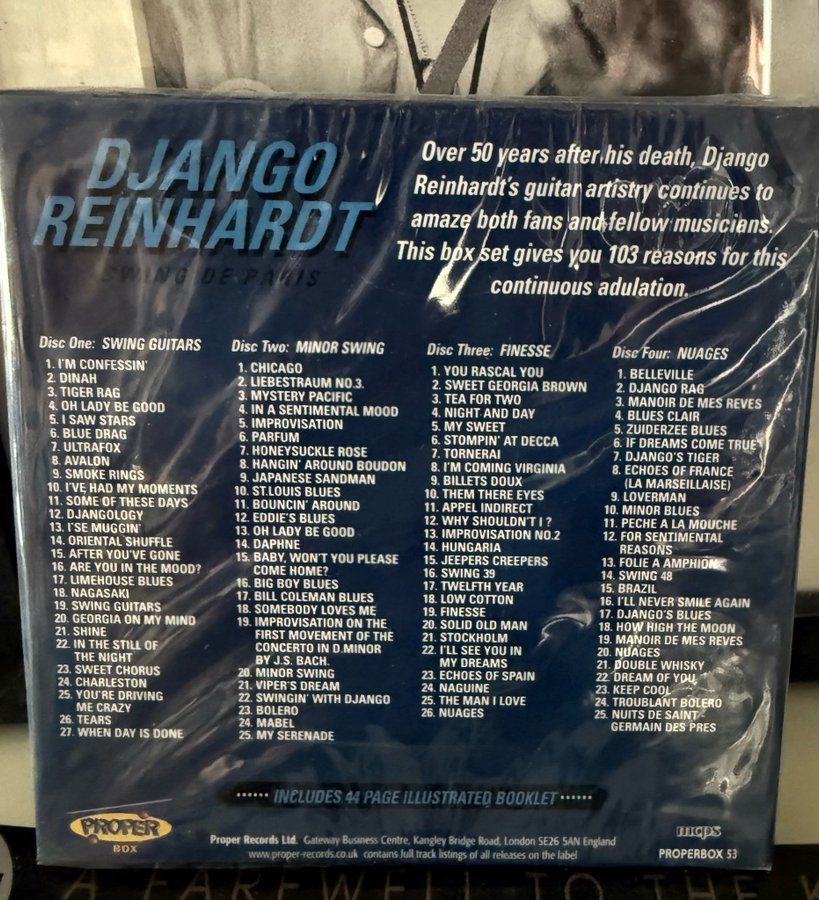 DJANGO
REINHARDT
SWING DE PARIS
Over 50 years after his death, Django
Reinhardt's guitar artistry continues to
amaze both fans and fellow musicians.
This box set gives you 103 reasons for this
continuous adulation.
Disc One: SWING GUITARS
1. I'M CONFESSIN'
2. DINAH
3. TIGER RAG
4. OH LADY BE GOOD
5. I SAW STARS
6. BLUE DRAG
7. ULTRAFOX
8. AVALON
9. SMOKE RINGS
10. I'VE HAD MY MOMENTS
11. SOME OF THESE DAYS
12. DJANGOLOGY
13. I'SE MUGGIN'
14. ORIENTAL SHUFFLE
15. AFTER YOU'VE GONE
16. ARE YOU IN THE MOOD?
17. LIMEHOUSE BLUES
18. NAGASAKI
19. SWING GUITARS
20. GEORGIA ON MY MIND
21. SHINE
22. IN THE STILL OF
THE NIGHT
23. SWEET CHORUS
24. CHARLESTON
25. YOU'RE DRIVING
ME CRAZY
26. TEARS
27. WHEN DAY IS DONE
Disc Two: MINOR SWING
1. CHICAGO
2. LIEBESTRAUM NO.3.
3. MYSTERY PACIFIC
4. IN A SENTIMENTAL MOOD
5. IMPROVISATION
6. PARFUM
7. HONEYSUCKLE ROSE
8. HANGIN' AROUND BOUDON
9. JAPANESE SANDMAN
10. ST.LOUIS BLUES
11. BOUNCIN' AROUND
12. EDDIE'S BLUES
13. OH LADY BE GOOD
14. DAPHNE
15. BABY, WON'T YOU PLEASE
COME HOME?
16. BIG BOY BLUES
17. BILL COLEMAN BLUES
18. SOMEBODY LOVES ME
19. IMPROVISATION ON THE
FIRST MOVEMENT OF THE
CONCERTO IN D.MINOR
BY J.S. BACH.
20. MINOR SWING
21. VIPER'S DREAM
22. SWINGIN' WITH DJANGO
23. BOLERO
24. MABEL
25. MY SERENADE
Disc Three: FINESSE
1. YOU RASCAL YOU
2. SWEET GEORGIA BROWN
3. TEA FOR TWO
4. NIGHT AND DAY
5. MY SWEET
6. STOMPIN' AT DECCA
7. TORNERAI
8. I'M COMING VIRGINIA
9. BILLETS DOUX
10. THEM THERE EYES
11. APPEL INDIRECT
12. WHY SHOULDN'T I ?
13. IMPROVISATION NO.2
14. HUNGARIA
15. JEEPERS CREEPERS
16. SWING 39
17. TWELFTH YEAR
18. LOW COTTON
19. FINESSE
20. SOLID OLD MAN
21. STOCKHOLM
22. I'LL SEE YOU IN
MY DREAMS
23. ECHOES OF SPAIN
24. NAGUINE
25. THE MAN I LOVE
26. NUAGES
Disc Four: NUAGES
1. BELLEVILLE
2. DJANGO RAG
3. MANOIR DE MES REVES
4. BLUES CLAIR
5. ZUIDERZEE BLUES
6. IF DREAMS COME TRUE
7. DJANGO'S TIGER
8. ECHOES OF FRANCE
(LA MARSEILLAISE)
9. LOVERMAN
10. MINOR BLUES
11. PECHE A LA MOUCHE
12. FOR SENTIMENTAL
REASONS
13. FOLIE A AMPHION
14. SWING 48
15. BRAZIL
16. I'LL NEVER SMILE AGAIN
17. DJANGO'S BLUES
18. HOW HIGH THE MOON
19. MANOIR DE MES REVES
20. NUAGES
21. DOUBLE WHISKY
22. DREAM OF YOU
23. KEEP COOL
24. TROUBLANT BOLERO
25. NUITS DE SAINT -
GERMAIN DES PRES
······ INCLUDES 44 PAGE ILLUSTRATED BOOKLET ······
PROPER
BOX
Proper Records Ltd. Gateway Business Centre, Kangley Bridge Road, London SE26 5AN England
www.proper-records.co.uk contains full track listings of all releases on the label
mcps
PROPERBOX 53
A FAREWELL TO THE